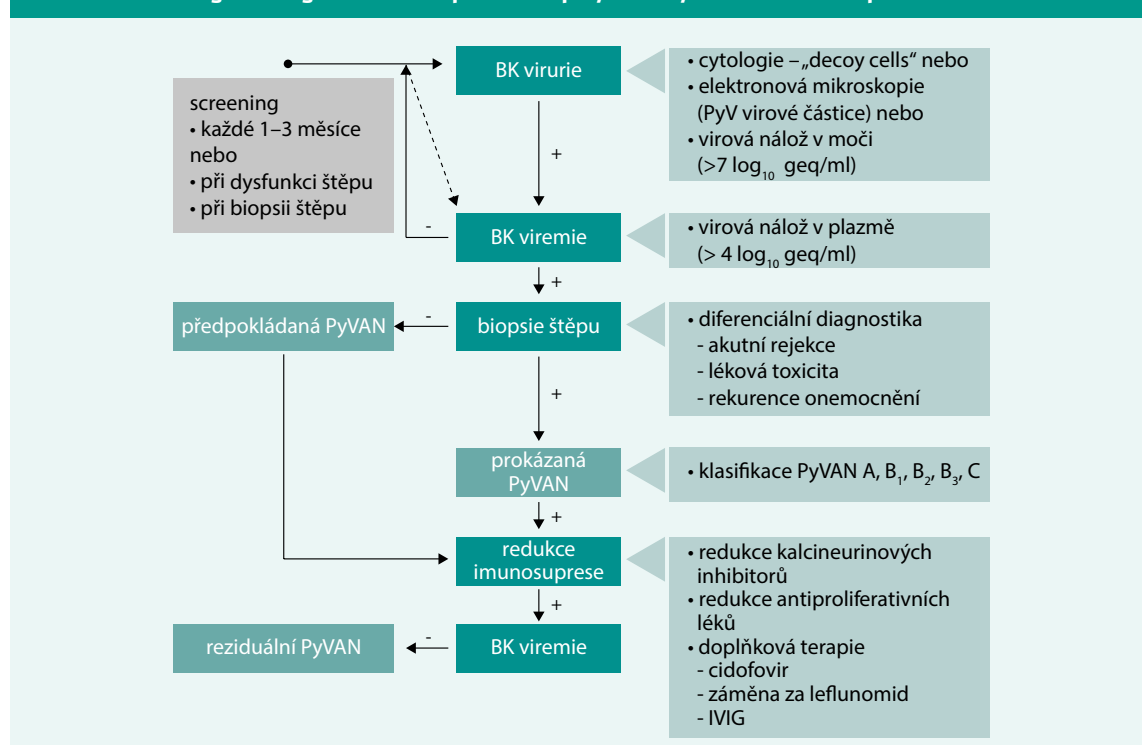 BK virurie
• cytologie – „decoy cells“ nebo
• elektronová mikroskopie
(PyV virové částice) nebo
• virová nálož v moči
(>7 log₁₀ geq/ml)
screening
• každé 1–3 měsíce
nebo
• při dysfunkci štěpu
• při biopsii štěpu
+
-
BK viremie
• virová nálož v plazmě
(> 4 log₁₀ geq/ml)
+
předpokládaná PyVAN
-
biopsie štěpu
• diferenciální diagnostika
- akutní rejekce
- léková toxicita
- rekurence onemocnění
+
prokázaná
PyVAN
• klasifikace PyVAN A, B₁, B₂, B₃, C
+
redukce
imunosuprese
• redukce kalcineurinových
inhibitorů
• redukce antiproliferativních
léků
• doplňková terapie
- cidofovir
- záměna za leflunomid
- IVIG
+
reziduální PyVAN
-
BK viremie